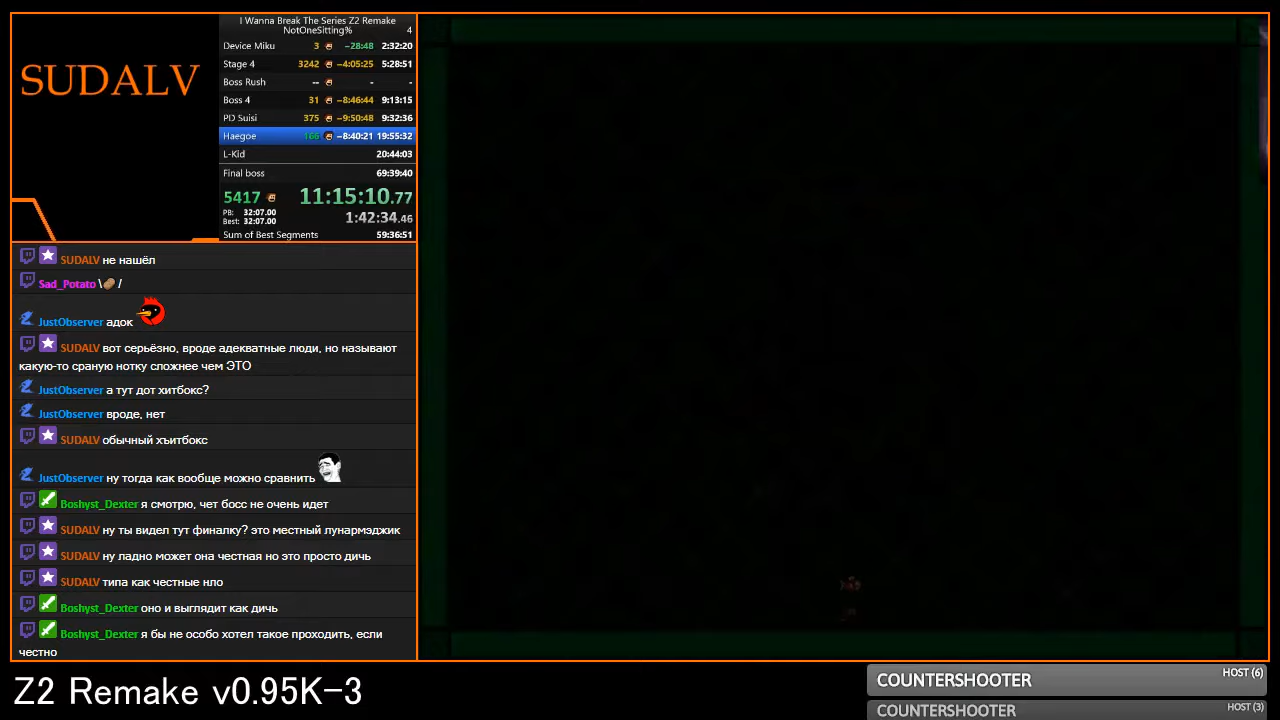 SUDALV
I Wanna Break The Series Z2 Remake
NotOneSitting% 4
Device Miku 3 −28:48 2:32:20
Stage 4 3242 −4:05:25 5:28:51
Boss Rush -- - -
Boss 4 31 −8:46:44 9:13:15
PD Suisi 375 −9:50:48 9:32:36
Haegoe 166 −8:40:21 19:55:32
L-Kid 20:44:03
Final boss 69:39:40
5417 11:15:10.77
PB: 32:07.00
Best: 32:07.00
1:42:34.46
Sum of Best Segments 59:36:51
SUDALV не нашёл
Sad_Potato \ /
JustObserver адок
SUDALV вот серьёзно, вроде адекватные люди, но называют
какую-то сраную нотку сложнее чем ЭТО
JustObserver а тут дот хитбокс?
JustObserver вроде, нет
SUDALV обычный хъитбокс
JustObserver ну тогда как вообще можно сравнить
Boshyst_Dexter я смотрю, чет босс не очень идет
SUDALV ну ты видел тут финалку? это местный лунармэджик
SUDALV ну ладно может она честная но это просто дичь
SUDALV типа как честные нло
Boshyst_Dexter оно и выглядит как дичь
Boshyst_Dexter я бы не особо хотел такое проходить, если
честно
Z2 Remake v0.95K-3
COUNTERSHOOTER HOST (6)
COUNTERSHOOTER HOST (3)